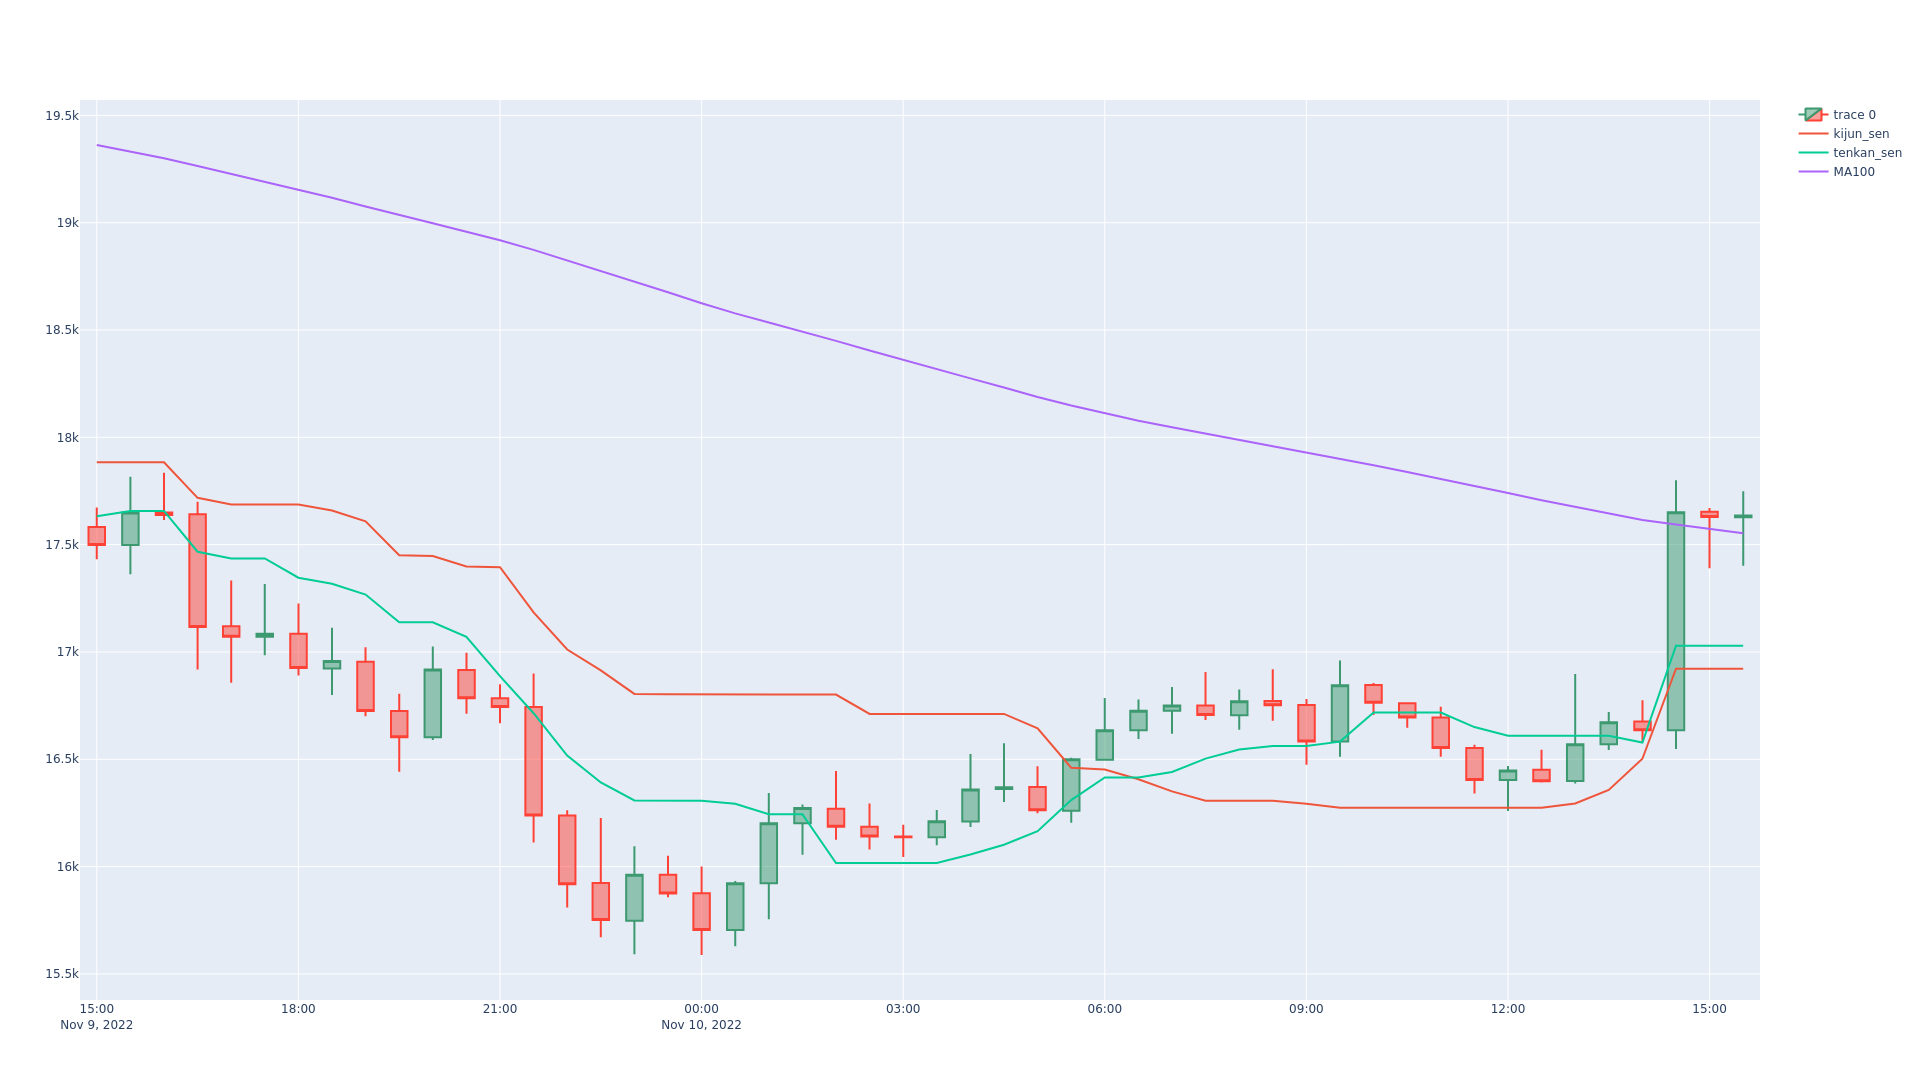 19.5k
19k
18.5k
18k
17.5k
17k
16.5k
16k
15.5k
15:00 18:00 21:00 00:00 03:00 06:00 09:00 12:00 15:00
Nov 9, 2022 Nov 10, 2022
trace 0
kijun_sen
tenkan_sen
MA100